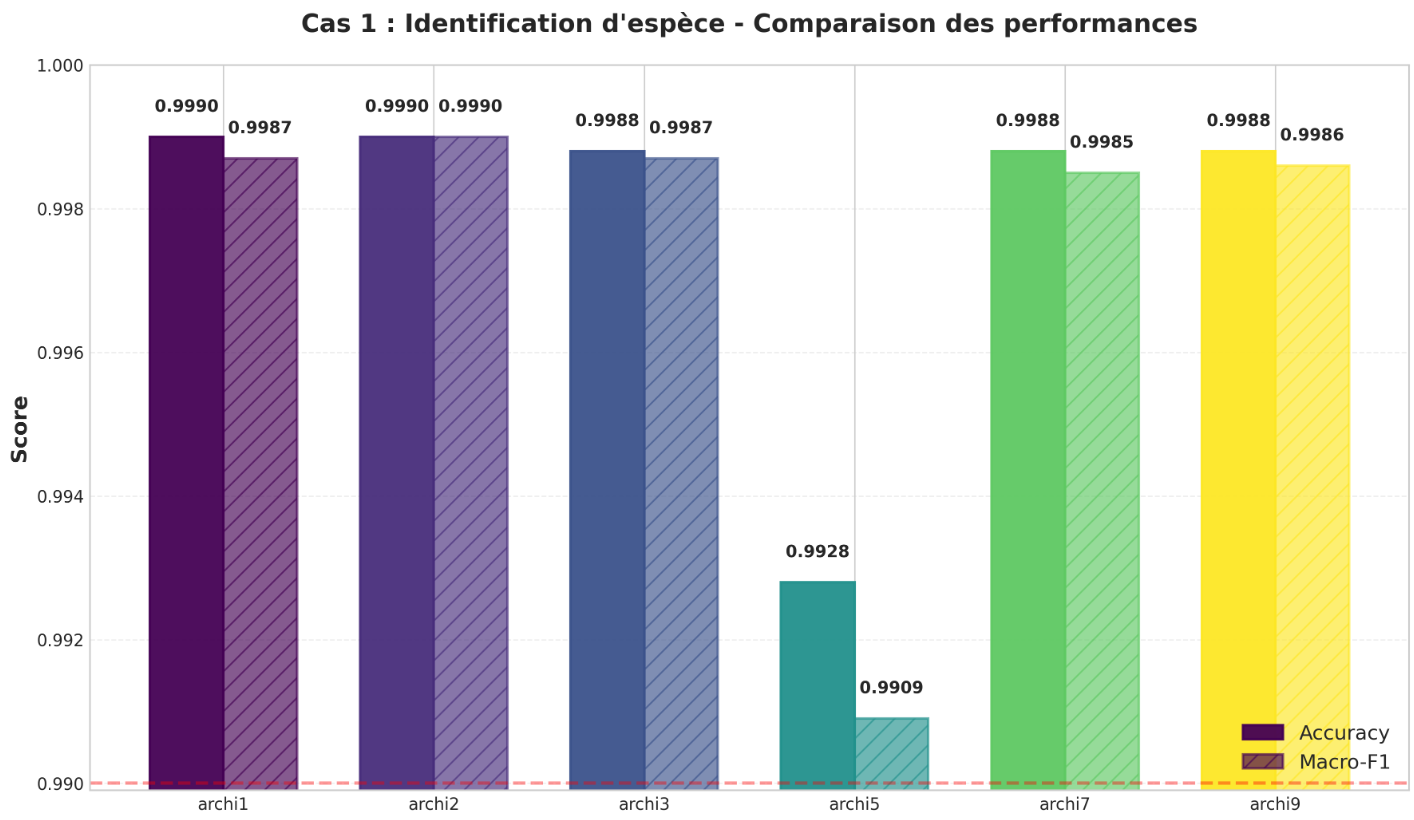 Cas 1 : Identification d'espèce - Comparaison des performances
Score
1.000
0.998
0.996
0.994
0.992
0.990
0.9990 0.9987 0.9990 0.9990 0.9988 0.9987 0.9928 0.9909 0.9988 0.9985 0.9988 0.9986
Accuracy
Macro-F1
archi1 archi2 archi3 archi5 archi7 archi9